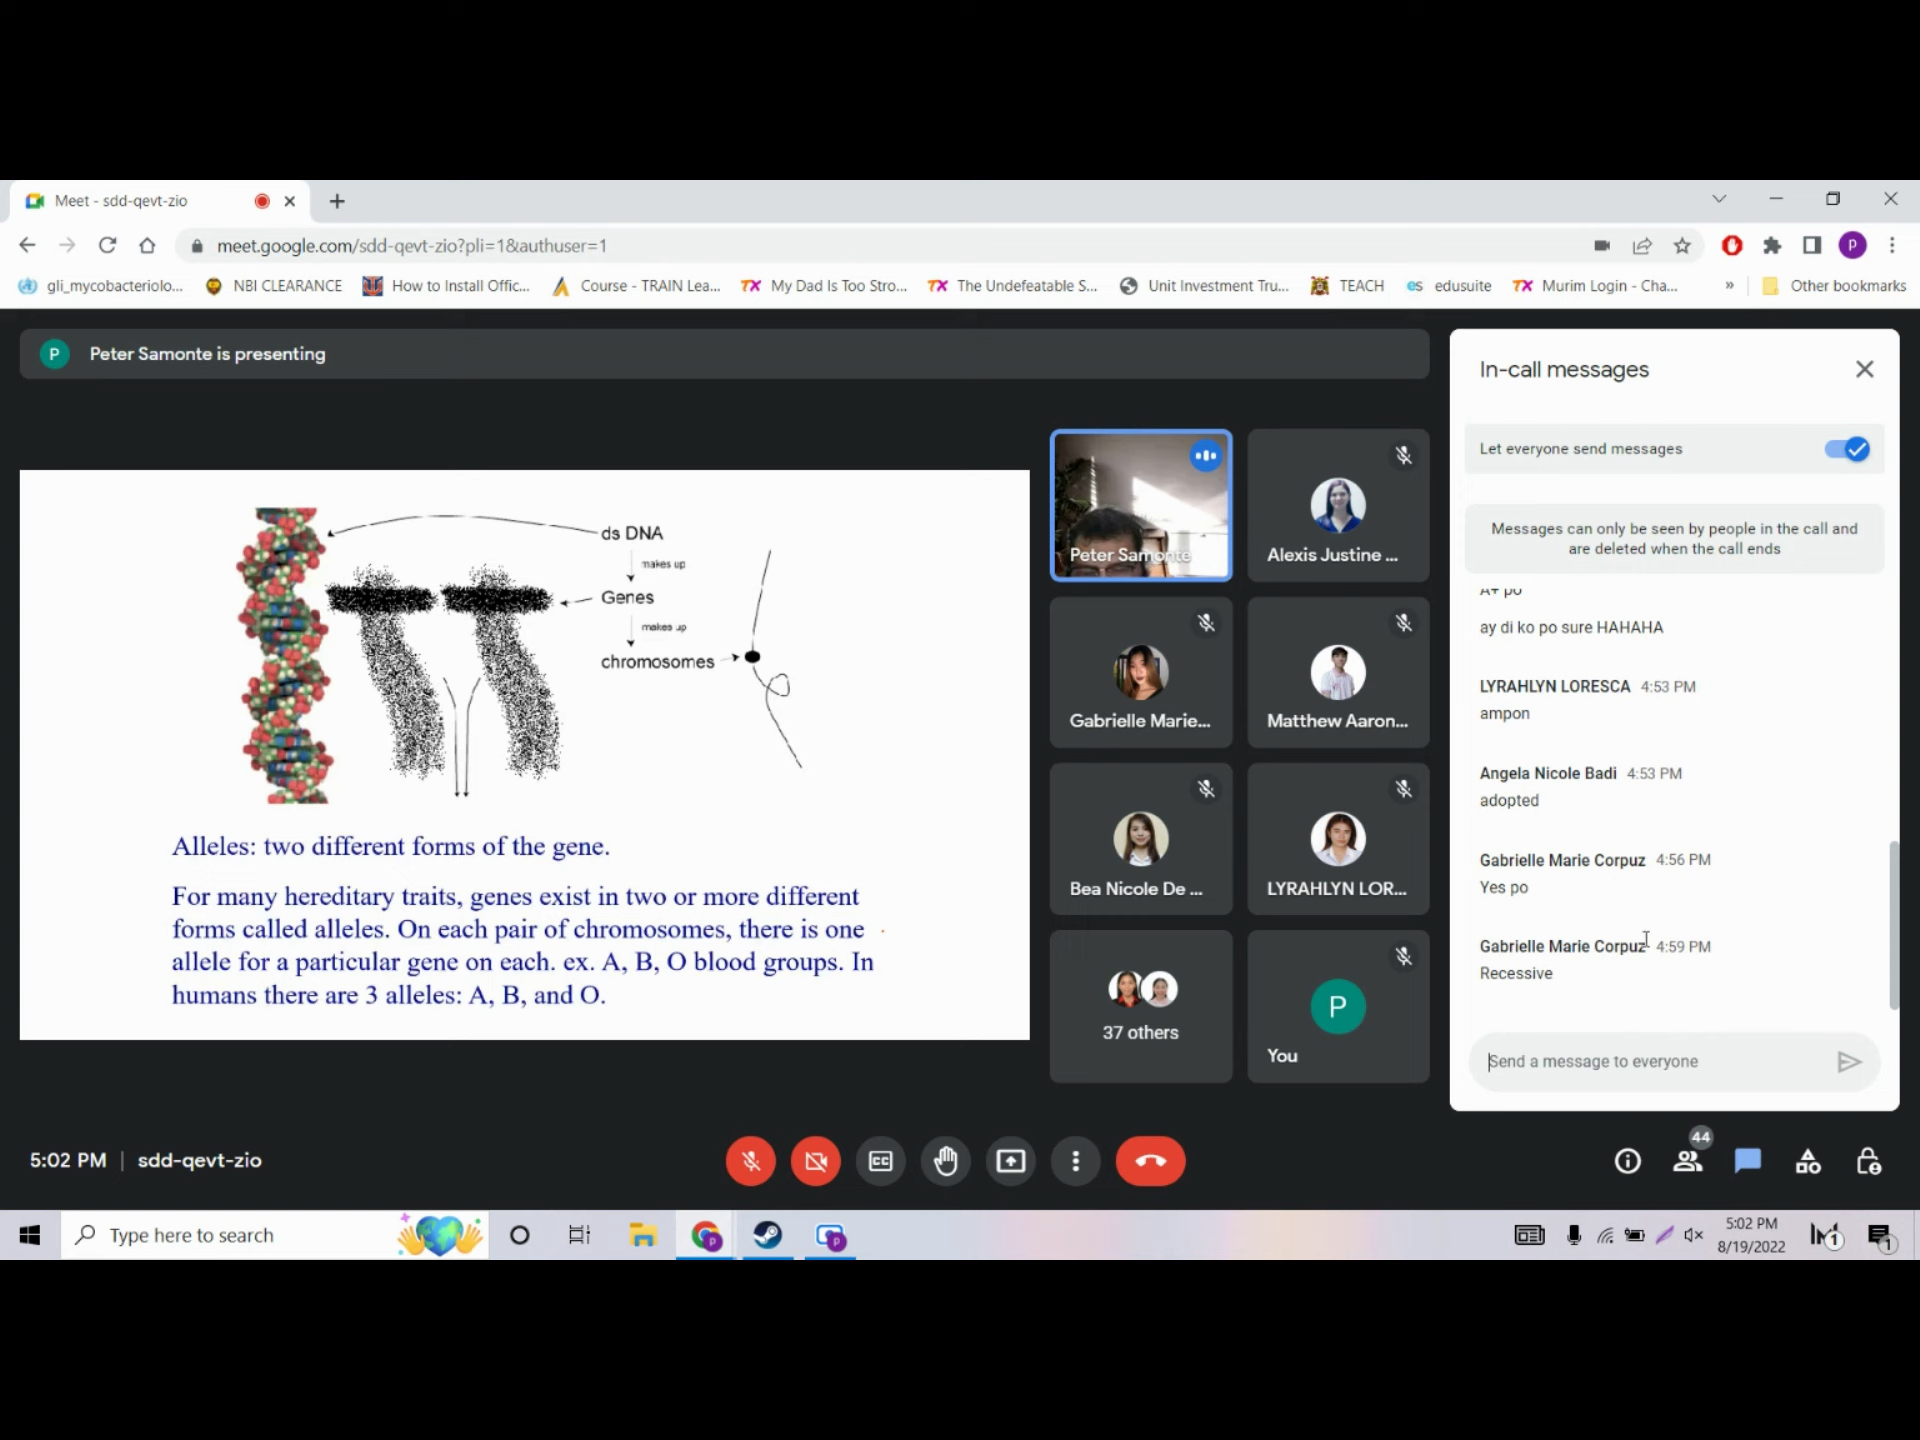 Meet - sdd-qevt-zio
meet.google.com/sdd-qevt-zio?pli=1&authuser=1
P
gli_mycobacteriolo...
NBI CLEARANCE
How to Install Offic...
Course - TRAIN Lea...
TX My Dad Is Too Stro...
TX The Undefeatable S...
Unit Investment Tru...
TEACH
es edusuite
TX Murim Login - Cha...
»
Other bookmarks
P Peter Samonte is presenting
ds DNA
makes up
Genes
makes up
chromosomes
Alleles: two different forms of the gene.
For many hereditary traits, genes exist in two or more different
forms called alleles. On each pair of chromosomes, there is one
allele for a particular gene on each. ex. A, B, O blood groups. In
humans there are 3 alleles: A, B, and O.
Peter Samonte
Alexis Justine ...
Gabrielle Marie...
Matthew Aaron...
Bea Nicole De ...
LYRAHLYN LOR...
37 others
P
You
In-call messages
Let everyone send messages
Messages can only be seen by people in the call and
are deleted when the call ends
A+ po
ay di ko po sure HAHAHA
LYRAHLYN LORESCA 4:53 PM
ampon
Angela Nicole Badi 4:53 PM
adopted
Gabrielle Marie Corpuz 4:56 PM
Yes po
Gabrielle Marie Corpuz 4:59 PM
Recessive
Send a message to everyone
5:02 PM | sdd-qevt-zio
CC
44
Type here to search
5:02 PM
8/19/2022
1
1